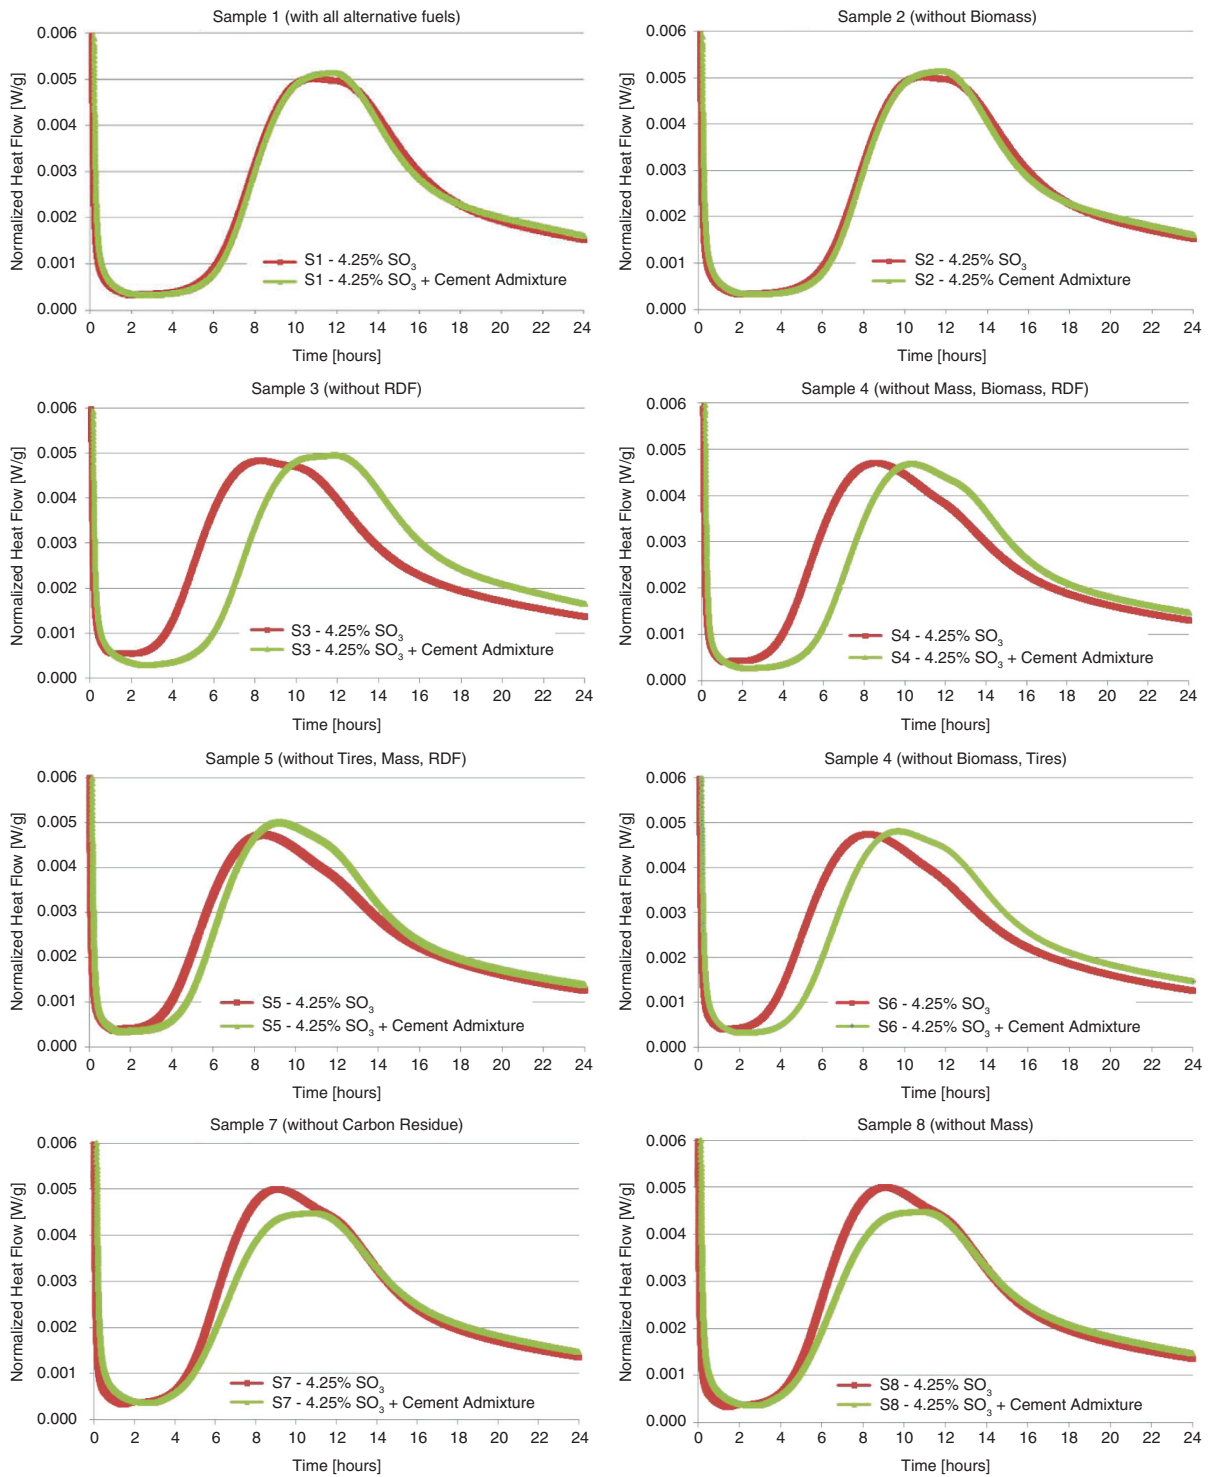 Sample 1 (with all alternative fuels)
Normalized Heat Flow [W/g]
0.006
0.005
0.004
0.003
0.002
0.001
0.000
S1 - 4.25% SO3
S1 - 4.25% SO3 + Cement Admixture
0 2 4 6 8 10 12 14 16 18 20 22 24
Time [hours]
Sample 2 (without Biomass)
Normalized Heat Flow [W/g]
0.006
0.005
0.004
0.003
0.002
0.001
0.000
S2 - 4.25% SO3
S2 - 4.25% Cement Admixture
0 2 4 6 8 10 12 14 16 18 20 22 24
Time [hours]
Sample 3 (without RDF)
Normalized Heat Flow [W/g]
0.006
0.005
0.004
0.003
0.002
0.001
0.000
S3 - 4.25% SO3
S3 - 4.25% SO3 + Cement Admixture
0 2 4 6 8 10 12 14 16 18 20 22 24
Time [hours]
Sample 4 (without Mass, Biomass, RDF)
Normalized Heat Flow [W/g]
0.006
0.005
0.004
0.003
0.002
0.001
0.000
S4 - 4.25% SO3
S4 - 4.25% SO3 + Cement Admixture
0 2 4 6 8 10 12 14 16 18 20 22 24
Time [hours]
Sample 5 (without Tires, Mass, RDF)
Normalized Heat Flow [W/g]
0.006
0.005
0.004
0.003
0.002
0.001
0.000
S5 - 4.25% SO3
S5 - 4.25% SO3 + Cement Admixture
0 2 4 6 8 10 12 14 16 18 20 22 24
Time [hours]
Sample 4 (without Biomass, Tires)
Normalized Heat Flow [W/g]
0.006
0.005
0.004
0.003
0.002
0.001
0.000
S6 - 4.25% SO3
S6 - 4.25% SO3 + Cement Admixture
0 2 4 6 8 10 12 14 16 18 20 22 24
Time [hours]
Sample 7 (without Carbon Residue)
Normalized Heat Flow [W/g]
0.006
0.005
0.004
0.003
0.002
0.001
0.000
S7 - 4.25% SO3
S7 - 4.25% SO3 + Cement Admixture
0 2 4 6 8 10 12 14 16 18 20 22 24
Time [hours]
Sample 8 (without Mass)
Normalized Heat Flow [W/g]
0.006
0.005
0.004
0.003
0.002
0.001
0.000
S8 - 4.25% SO3
S8 - 4.25% SO3 + Cement Admixture
0 2 4 6 8 10 12 14 16 18 20 22 24
Time [hours]